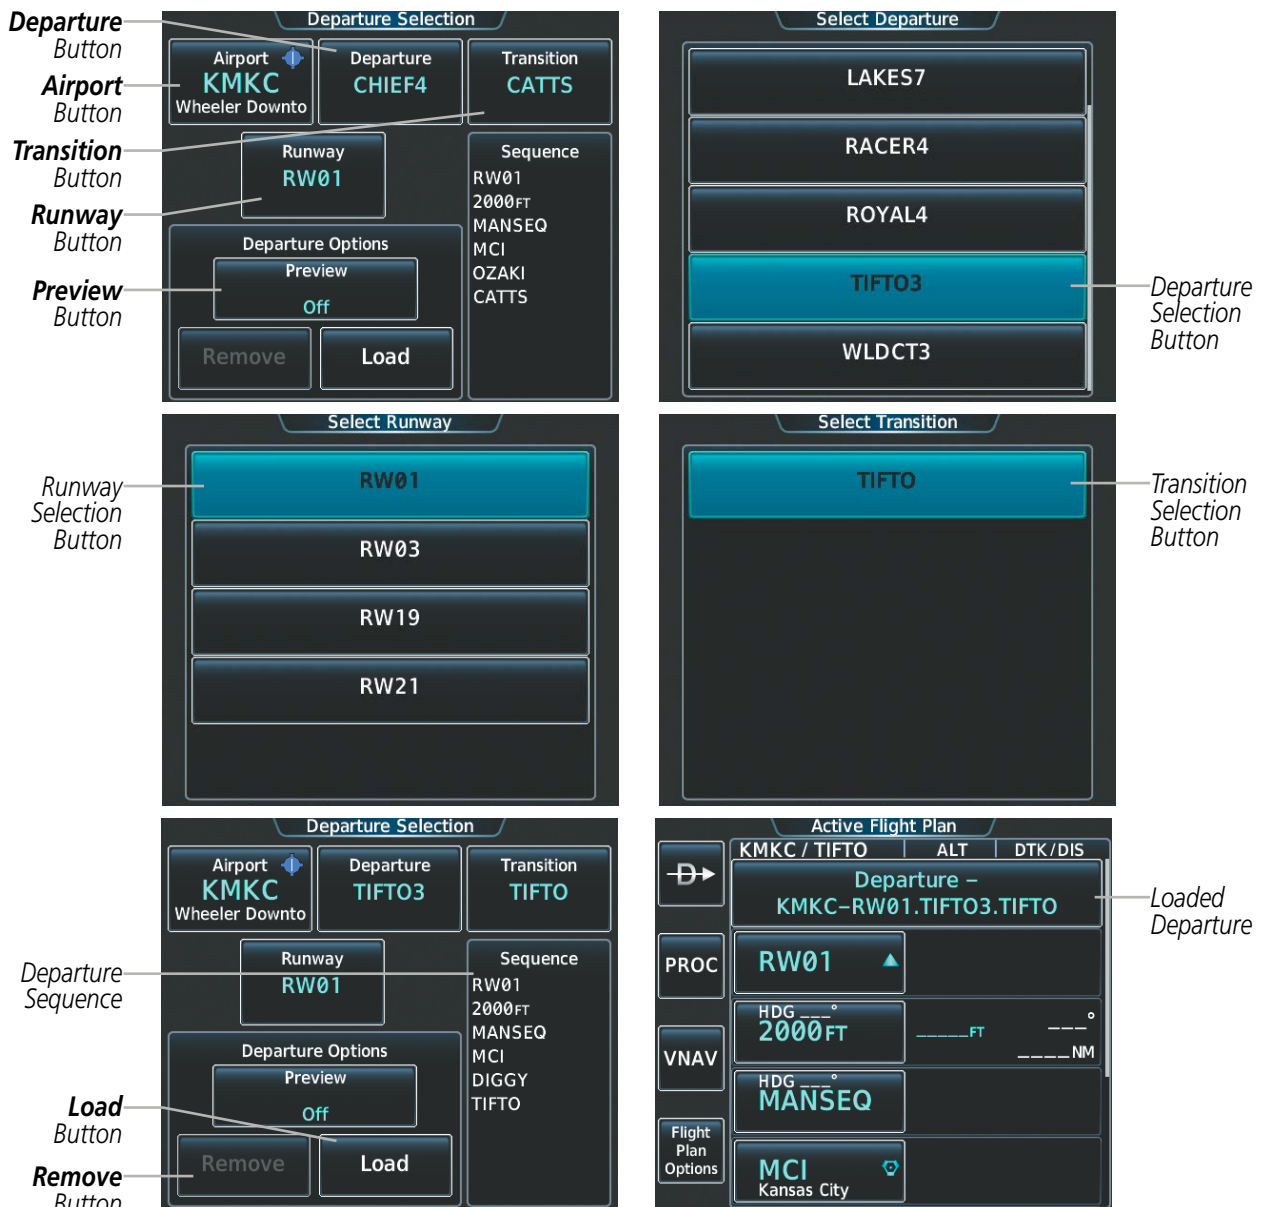 Departure
Button
Airport
Button
Transition
Button
Runway
Button
Preview
Button
Departure Selection
Airport
KMKC
Wheeler Downto
Departure
CHIEF4
Transition
CATTS
Runway
RW01
Departure Options
Preview
Off
Remove
Load
Sequence
RW01
2000FT
MANSEQ
MCI
OZAKI
CATTS
Select Departure
LAKES7
RACER4
ROYAL4
TIFTO3
WLDCT3
Departure
Selection
Button
Runway
Selection
Button
Select Runway
RW01
RW03
RW19
RW21
Select Transition
TIFTO
Transition
Selection
Button
Departure
Sequence
Load
Button
Remove
Button
Departure Selection
Airport
KMKC
Wheeler Downto
Departure
TIFTO3
Transition
TIFTO
Runway
RW01
Departure Options
Preview
Off
Remove
Load
Sequence
RW01
2000FT
MANSEQ
MCI
DIGGY
TIFTO
Active Flight Plan
D
PROC
VNAV
Flight
Plan
Options
KMKC / TIFTO ALT DTK/DIS
Departure –
KMKC–RW01.TIFTO3.TIFTO
RW01
HDG ___°
2000FT
_____FT
___°
____NM
HDG ___°
MANSEQ
MCI
Kansas City
Loaded
Departure